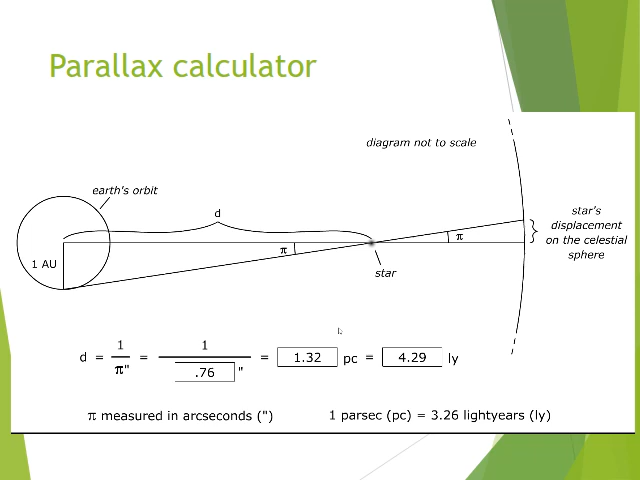 Parallax calculator
diagram not to scale
earth's orbit
d
star's
displacement
on the celestial
sphere
π
π
1 AU
star
d = 1/π" = 1/.76" = 1.32 pc = 4.29 ly
π measured in arcseconds (") 1 parsec (pc) = 3.26 lightyears (ly)